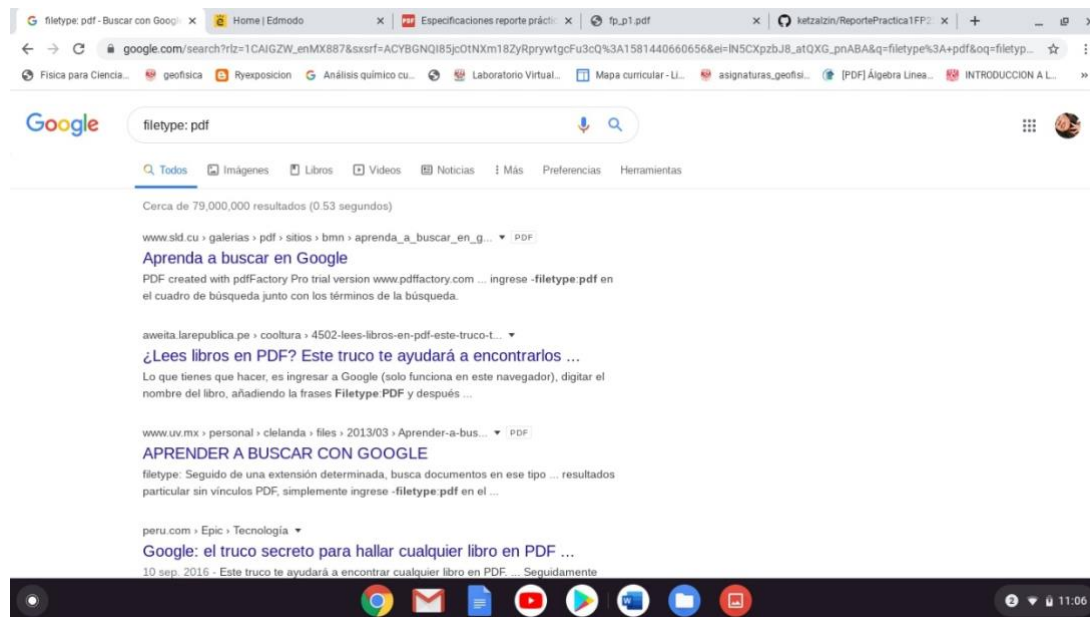 filetype: pdf - Buscar con Googl
Home | Edmodo
Especificaciones reporte práctic
fp_p1.pdf
ketzalzin/ReportePractica1FP2
google.com/search?rlz=1CAIGZW_enMX887&sxsrf=ACYBGNQI85jcOtNXm18ZyRprywtgcFu3cQ%3A1581440660656&ei=lN5CXpzbJ8_atQXG_pnABA&q=filetype%3A+pdf&oq=filetyp...
Física para Ciencia...
geofisica
Ryexposicion
Análisis químico cu...
Laboratorio Virtual...
Mapa curricular - Li...
asignaturas_geofisi...
[PDF] Álgebra Linea...
INTRODUCCION A L...
Google
filetype: pdf
Todos
Imágenes
Libros
Videos
Noticias
Más
Preferencias
Herramientas
Cerca de 79,000,000 resultados (0.53 segundos)
www.sld.cu › galerias › pdf › sitios › bmn › aprenda_a_buscar_en_g... PDF
Aprenda a buscar en Google
PDF created with pdfFactory Pro trial version www.pdffactory.com ... ingrese -filetype:pdf en
el cuadro de búsqueda junto con los términos de la búsqueda.
aweita.larepublica.pe › cooltura › 4502-lees-libros-en-pdf-este-truco-t...
¿Lees libros en PDF? Este truco te ayudará a encontrarlos ...
Lo que tienes que hacer, es ingresar a Google (solo funciona en este navegador), digitar el
nombre del libro, añadiendo la frases Filetype:PDF y después ...
www.uv.mx › personal › clelanda › files › 2013/03 › Aprender-a-bus... PDF
APRENDER A BUSCAR CON GOOGLE
filetype: Seguido de una extensión determinada, busca documentos en ese tipo ... resultados
particular sin vínculos PDF, simplemente ingrese -filetype:pdf en el ...
peru.com › Epic › Tecnología
Google: el truco secreto para hallar cualquier libro en PDF ...
10 sep. 2016 - Este truco te ayudará a encontrar cualquier libro en PDF. ... Seguidamente
2
11:06